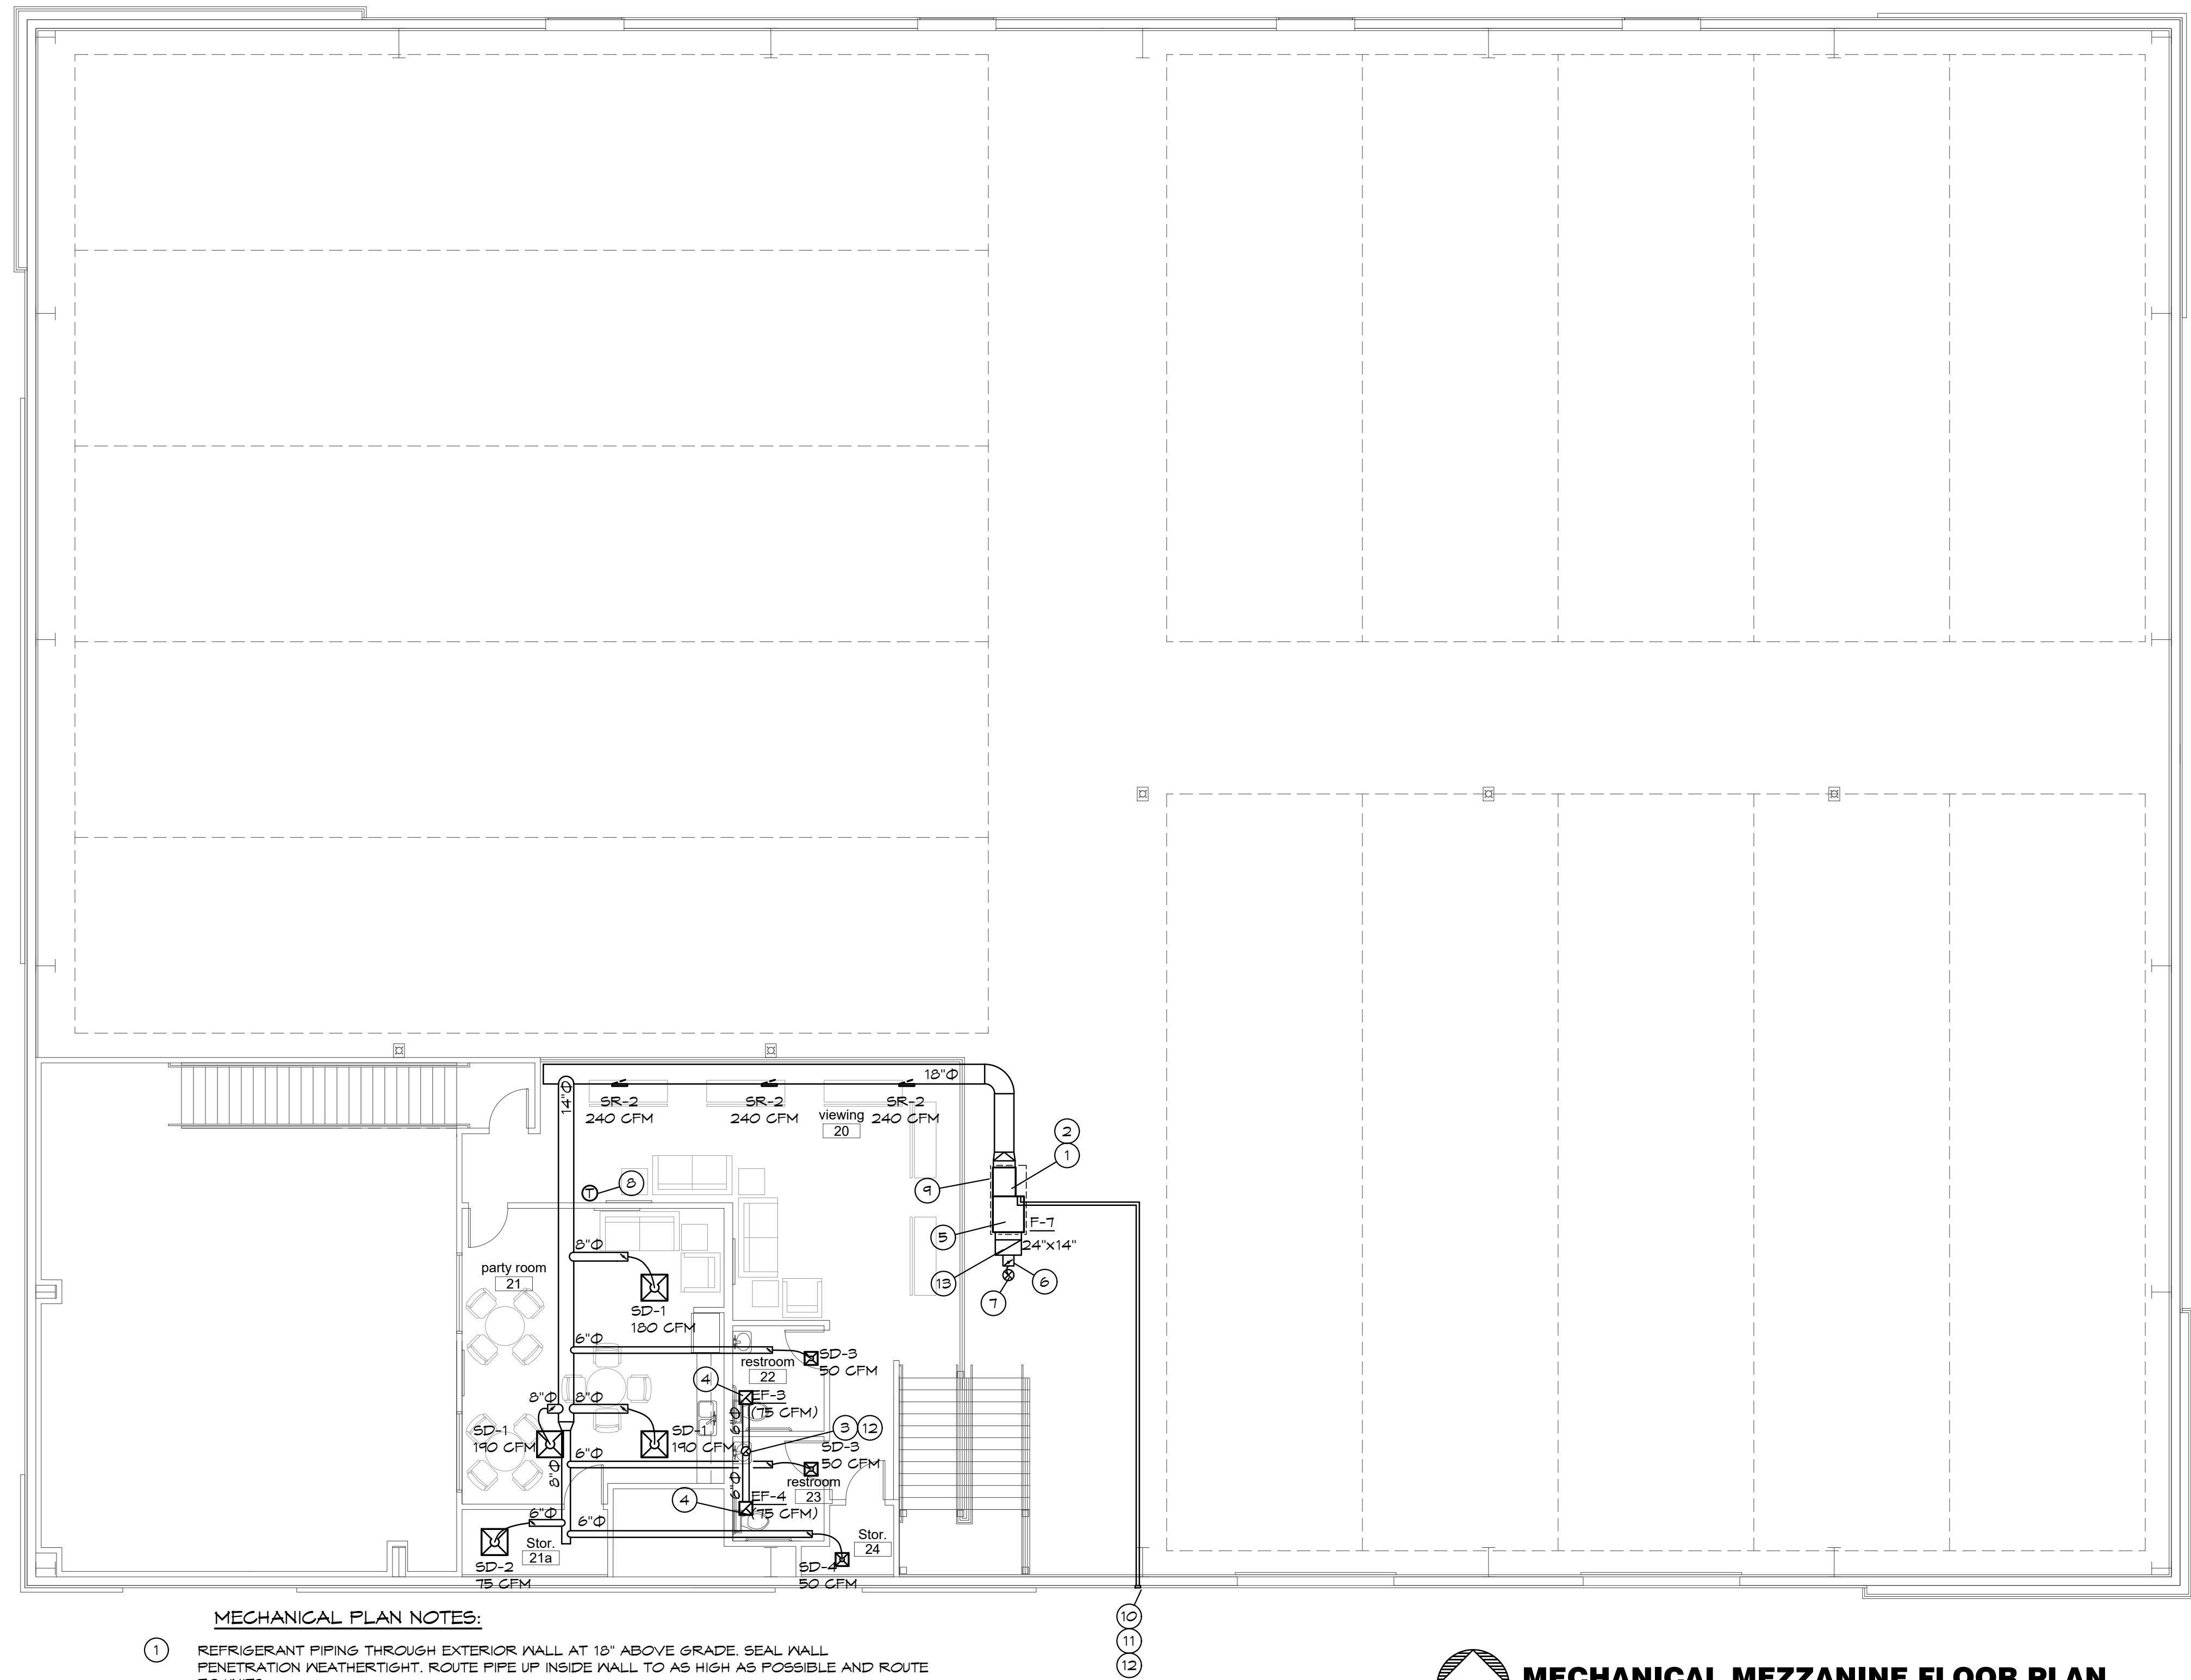 18"Φ
14"Φ
SR-2
240 CFM
SR-2
240 CFM
SR-2
240 CFM
viewing
20
2
1
8
T
9
5
F-7
24"x14"
13
6
7
8"Φ
party room
21
SD-1
180 CFM
6"Φ
SD-3
50 CFM
restroom
22
4
EF-3
(75 CFM)
8"Φ
8"Φ
6"Φ
SD-1
190 CFM
SD-1
190 CFM
3
12
SD-3
50 CFM
6"Φ
8"Φ
6"Φ
restroom
23
4
EF-4
(75 CFM)
6"Φ
6"Φ
Stor.
21a
Stor.
24
SD-2
75 CFM
SD-4
50 CFM
10
11
12
MECHANICAL PLAN NOTES:
1 REFRIGERANT PIPING THROUGH EXTERIOR WALL AT 18" ABOVE GRADE. SEAL WALL
PENETRATION WEATHERTIGHT. ROUTE PIPE UP INSIDE WALL TO AS HIGH AS POSSIBLE AND ROUTE
MECHANICAL MEZZANINE FLOOR PLAN